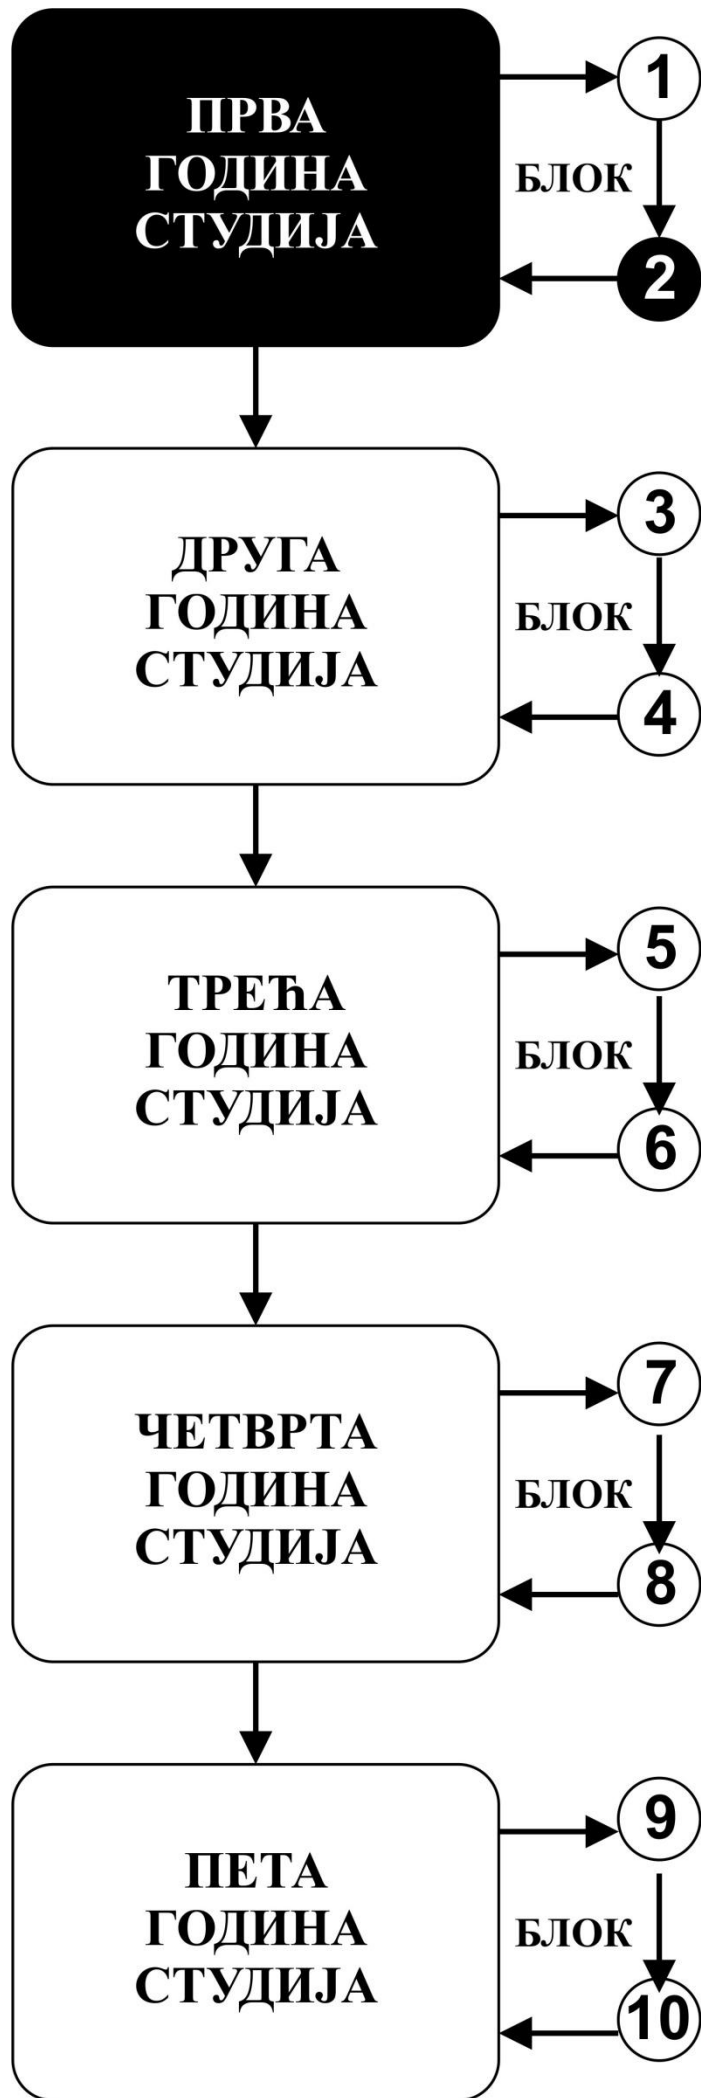 ПРВА
ГОДИНА
СТУДИЈА
1
БЛОК
2
ДРУГА
ГОДИНА
СТУДИЈА
3
БЛОК
4
ТРЕЋА
ГОДИНА
СТУДИЈА
5
БЛОК
6
ЧЕТВРТА
ГОДИНА
СТУДИЈА
7
БЛОК
8
ПЕТА
ГОДИНА
СТУДИЈА
9
БЛОК
10